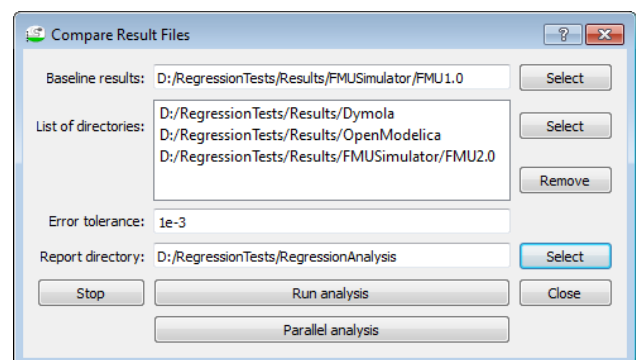 Compare Result Files
Baseline results: D:/RegressionTests/Results/FMUSimulator/FMU1.0 Select
List of directories: D:/RegressionTests/Results/Dymola Select
D:/RegressionTests/Results/OpenModelica
D:/RegressionTests/Results/FMUSimulator/FMU2.0
Remove
Error tolerance: 1e-3
Report directory: D:/RegressionTests/RegressionAnalysis Select
Stop Run analysis Close
Parallel analysis